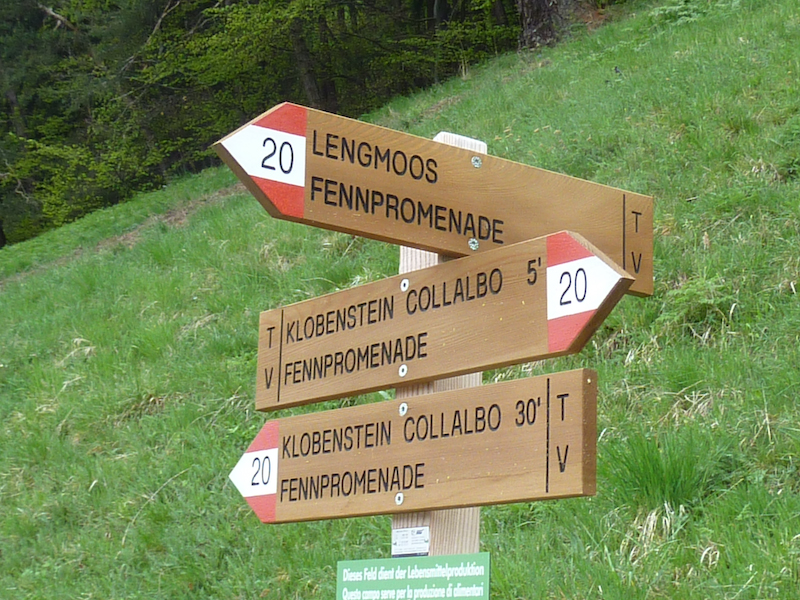 20
LENGMOOS
FENNPROMENADE
T
V
T
V
KLOBENSTEIN COLLALBO 5'
FENNPROMENADE
20
20
KLOBENSTEIN COLLALBO 30'
FENNPROMENADE
T
V
Dieses Feld dient der Lebensmittelproduktion
Questo campo serve per la produzione di alimentari